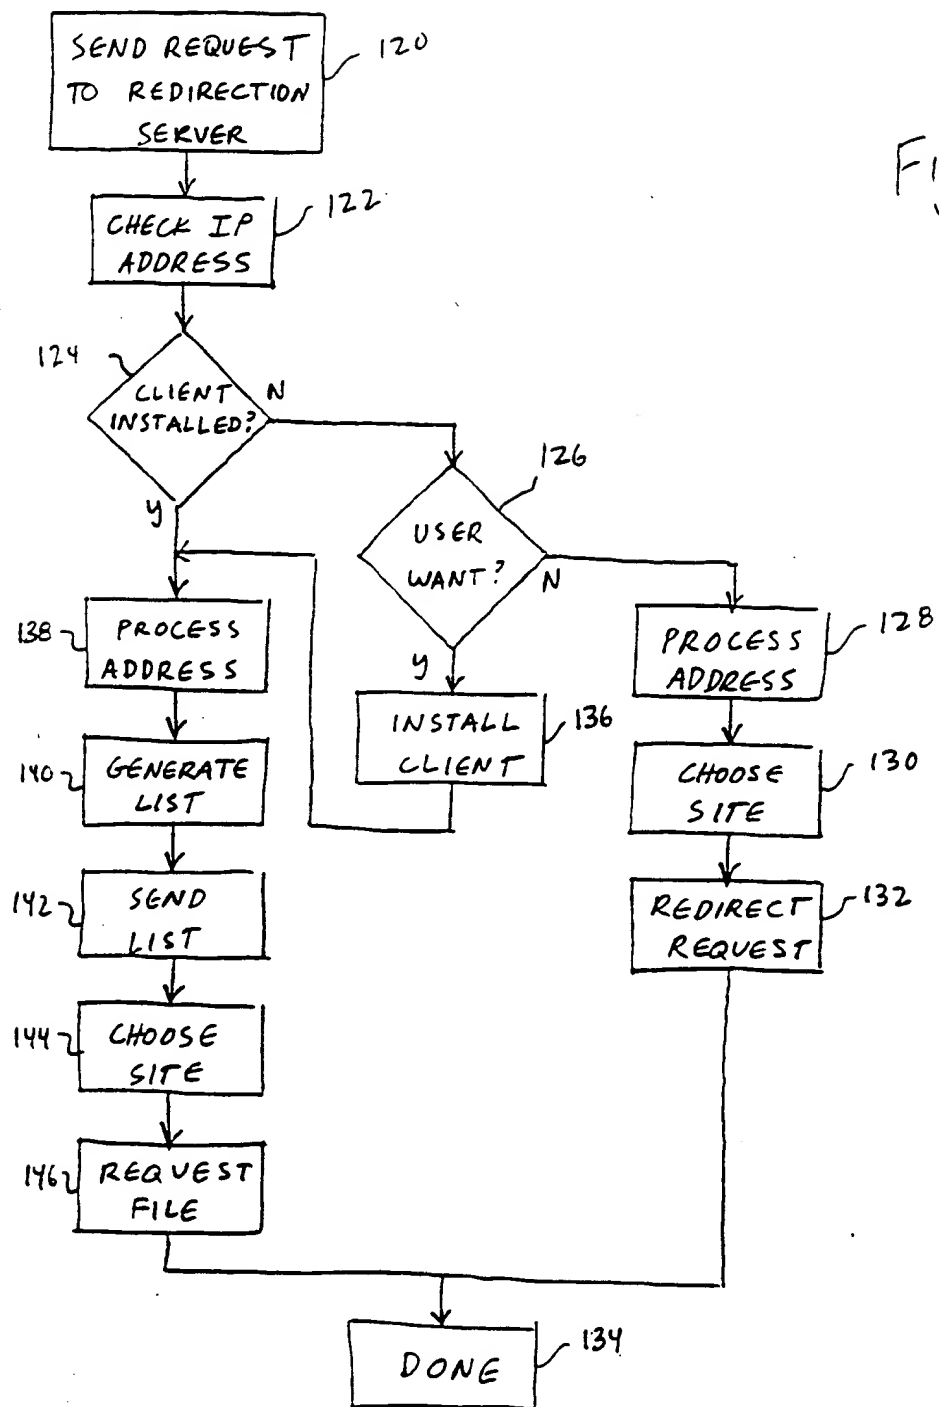 SEND REQUEST
TO REDIRECTION
SERVER
120
CHECK IP
ADDRESS
122
124
CLIENT
INSTALLED?
N
Y
126
USER
WANT?
N
Y
138
PROCESS
ADDRESS
INSTALL
CLIENT
136
PROCESS
ADDRESS
128
140
GENERATE
LIST
CHOOSE
SITE
130
142
SEND
LIST
REDIRECT
REQUEST
132
144
CHOOSE
SITE
146
REQUEST
FILE
DONE
134